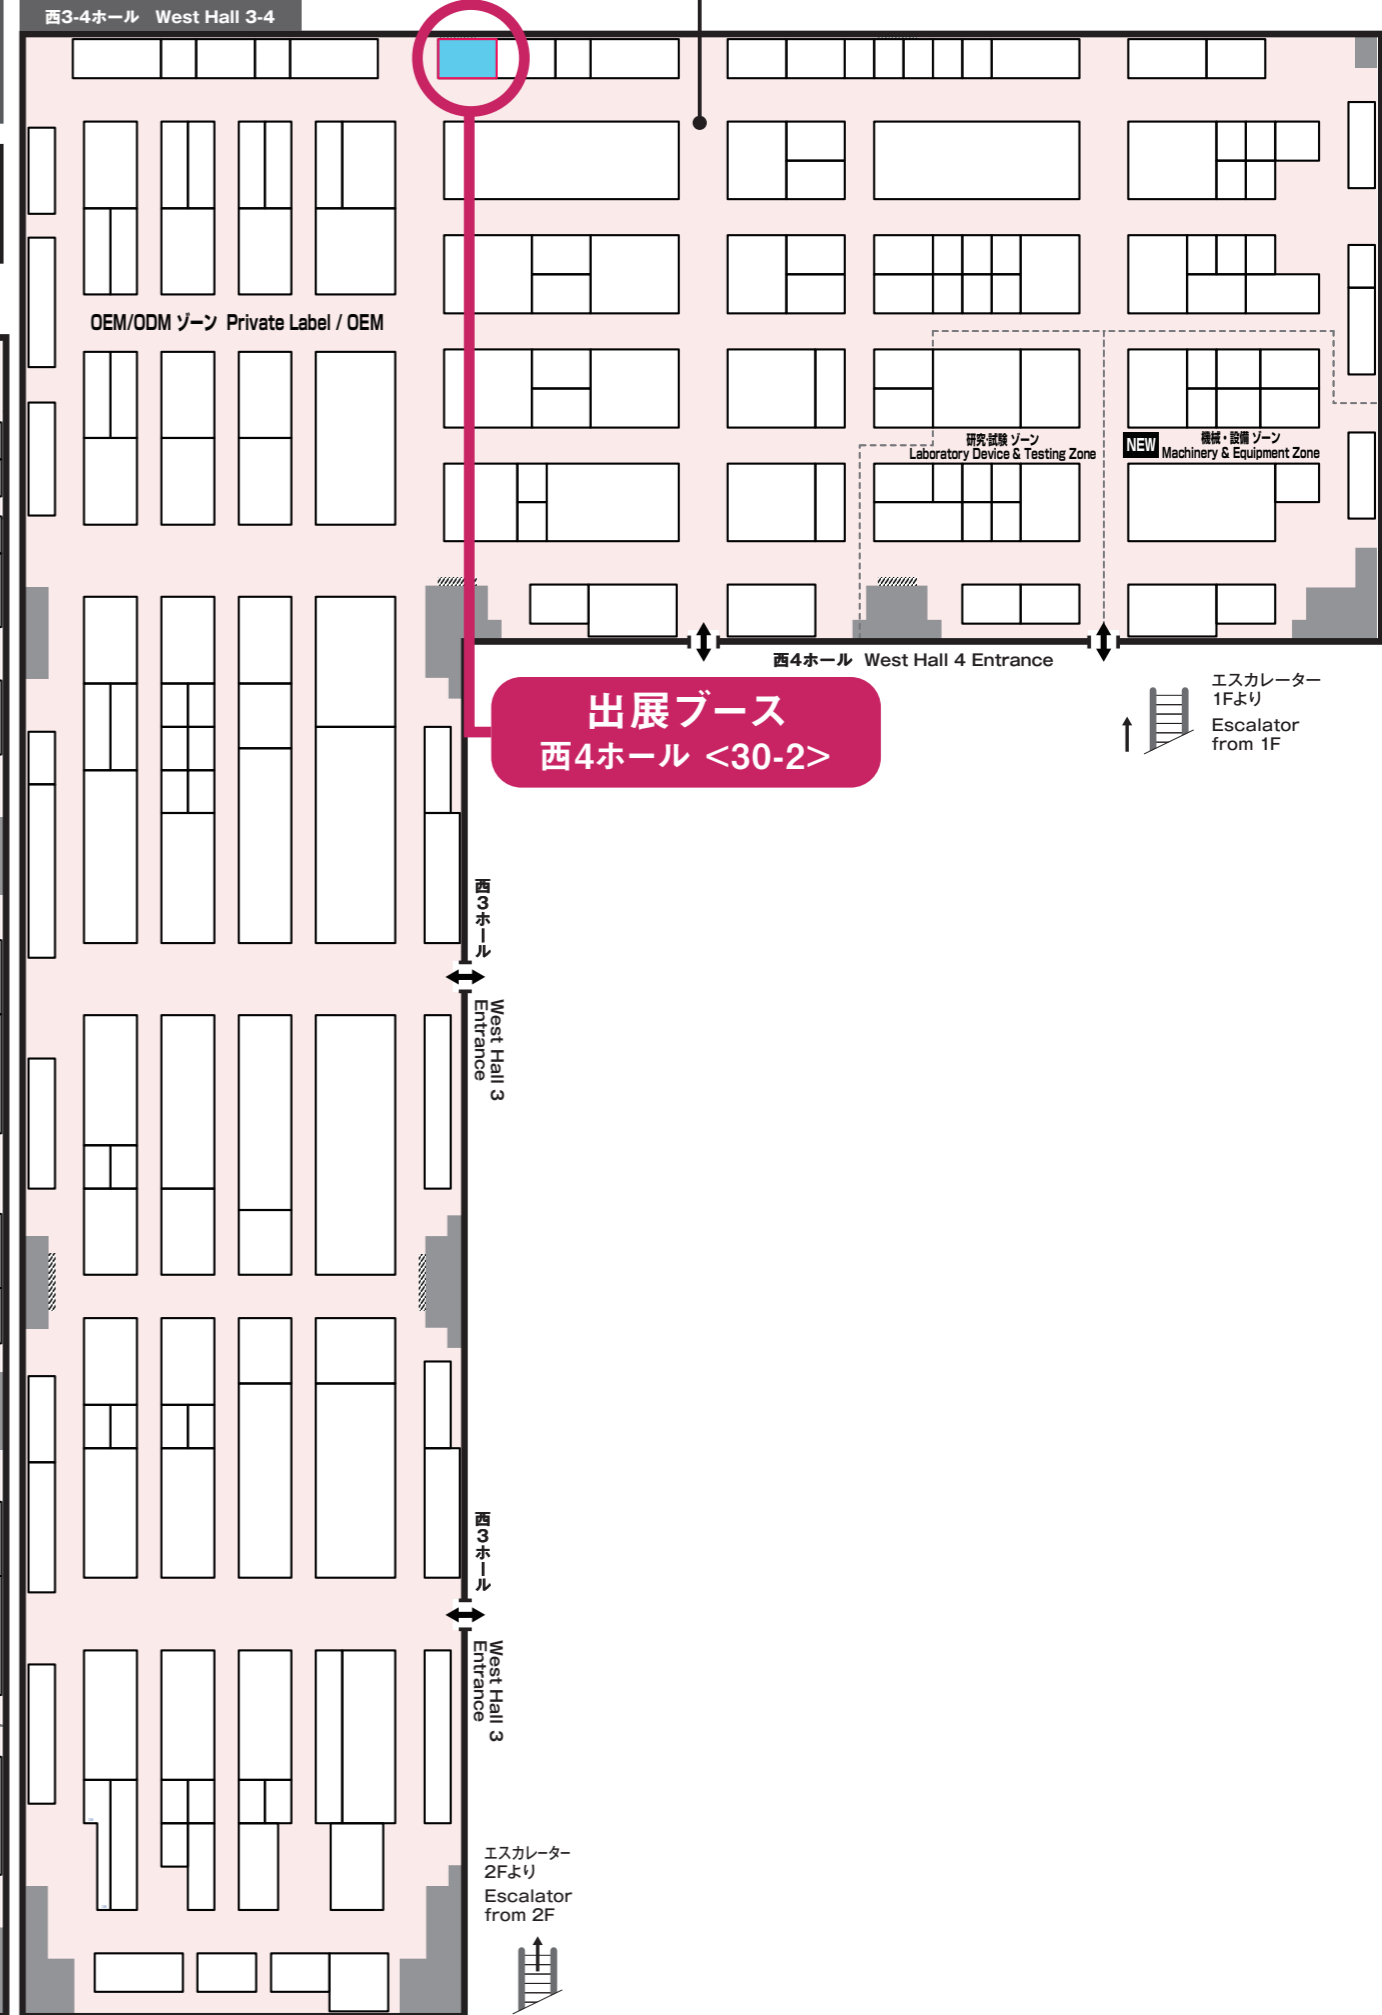 西3-4ホール West Hall 3-4
OEM/ODM ゾーン Private Label / OEM
研究・試験 ゾーン
Laboratory Device & Testing Zone
NEW 機械・設備 ゾーン
Machinery & Equipment Zone
西4ホール West Hall 4 Entrance
エスカレーター
1Fより
Escalator
from 1F
出展ブース
西4ホール <30-2>
西3ホール
West Hall 3
Entrance
西3ホール
West Hall 3
Entrance
エスカレーター
2Fより
Escalator
from 2F